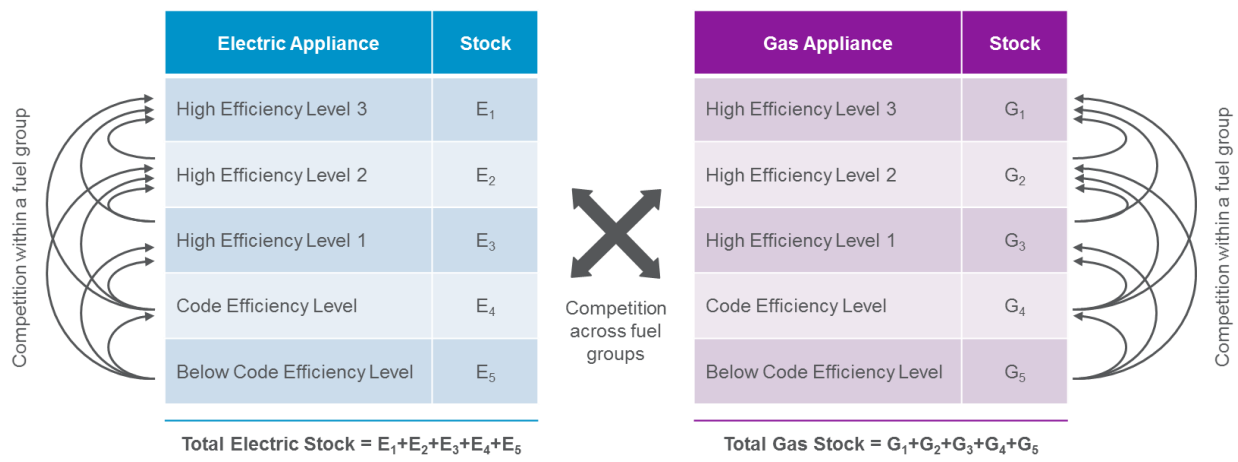 Competition within a fuel group
Electric Appliance Stock
High Efficiency Level 3 E₁
High Efficiency Level 2 E₂
High Efficiency Level 1 E₃
Code Efficiency Level E₄
Below Code Efficiency Level E₅
Total Electric Stock = E₁+E₂+E₃+E₄+E₅
Competition
across fuel
groups
Gas Appliance Stock
High Efficiency Level 3 G₁
High Efficiency Level 2 G₂
High Efficiency Level 1 G₃
Code Efficiency Level G₄
Below Code Efficiency Level G₅
Total Gas Stock = G₁+G₂+G₃+G₄+G₅
Competition within a fuel group